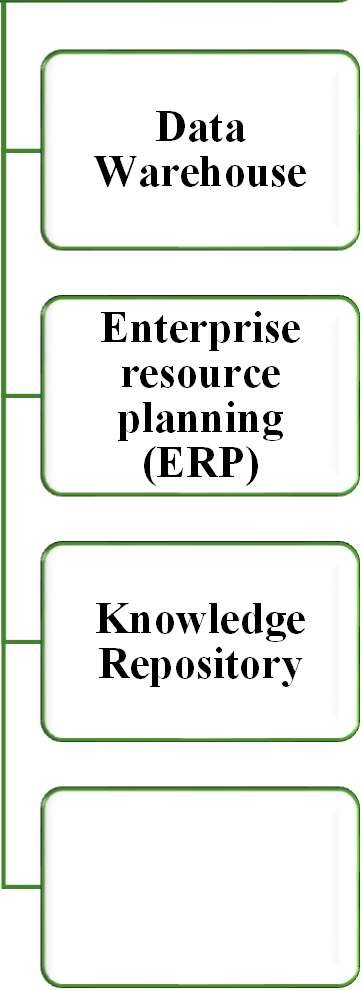 Data
Warehouse
Enterprise
resource
planning
(ERP)
Knowledge
Repository